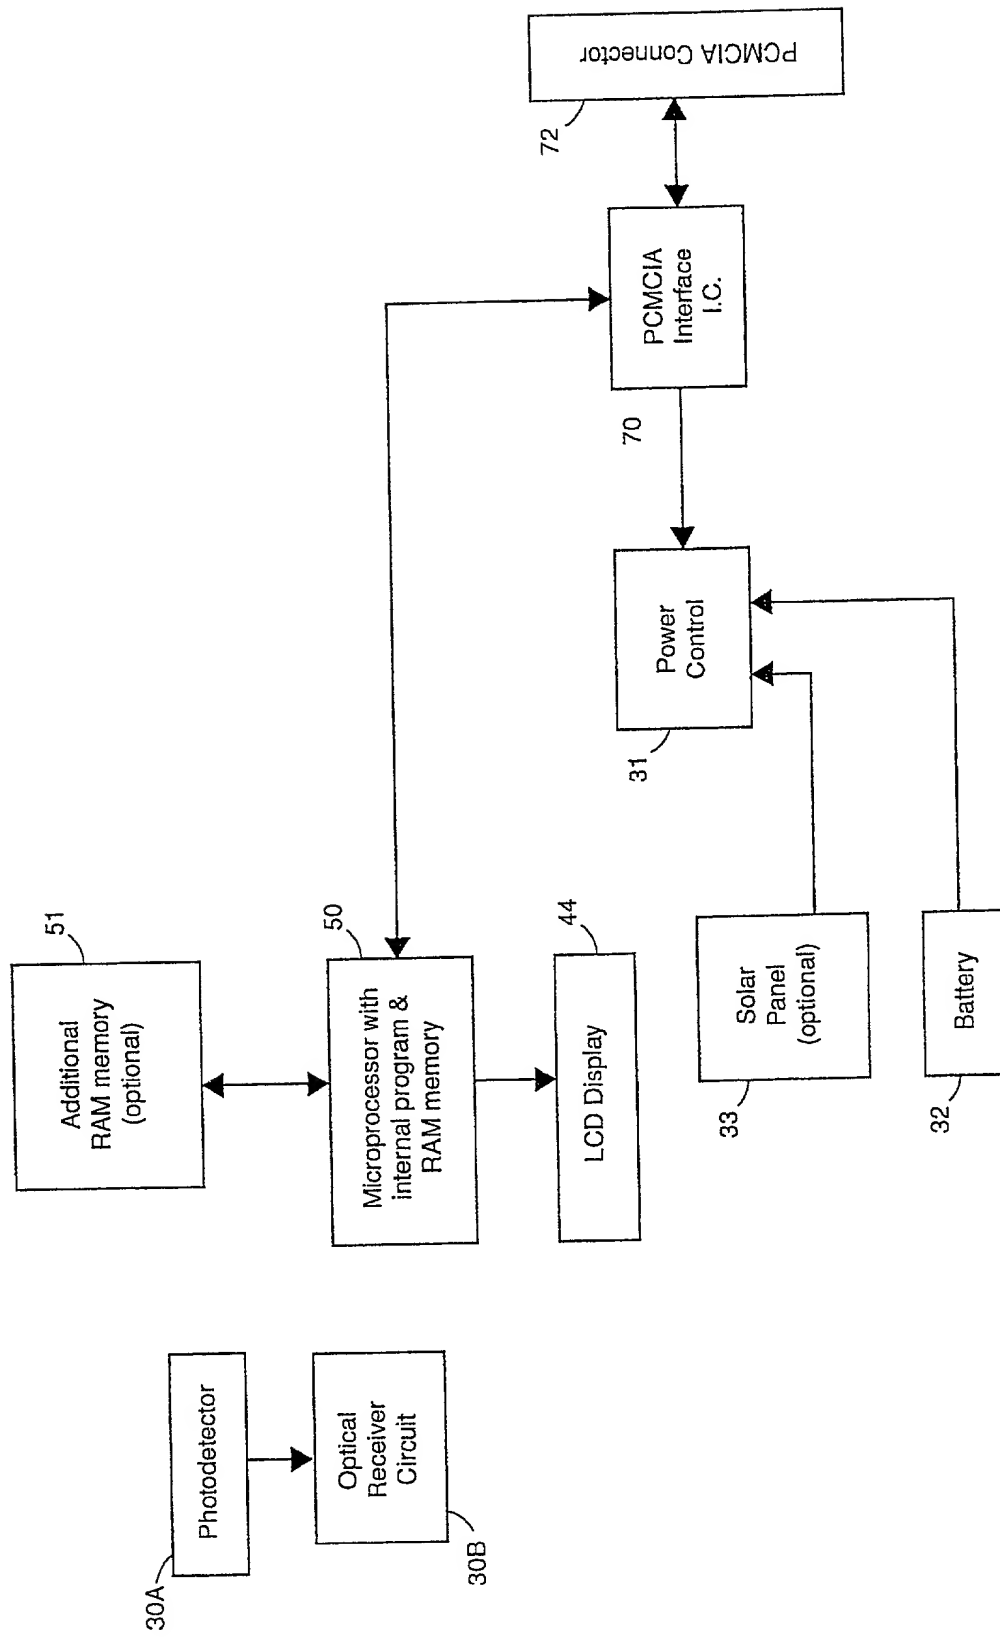 30A
Photodetector
30B
Optical
Receiver
Circuit
51
Additional
RAM memory
(optional)
50
Microprocessor with
internal program &
RAM memory
44
LCD Display
33
Solar
Panel
(optional)
32
Battery
31
Power
Control
70
PCMCIA
Interface
I.C.
72
PCMCIA Connector